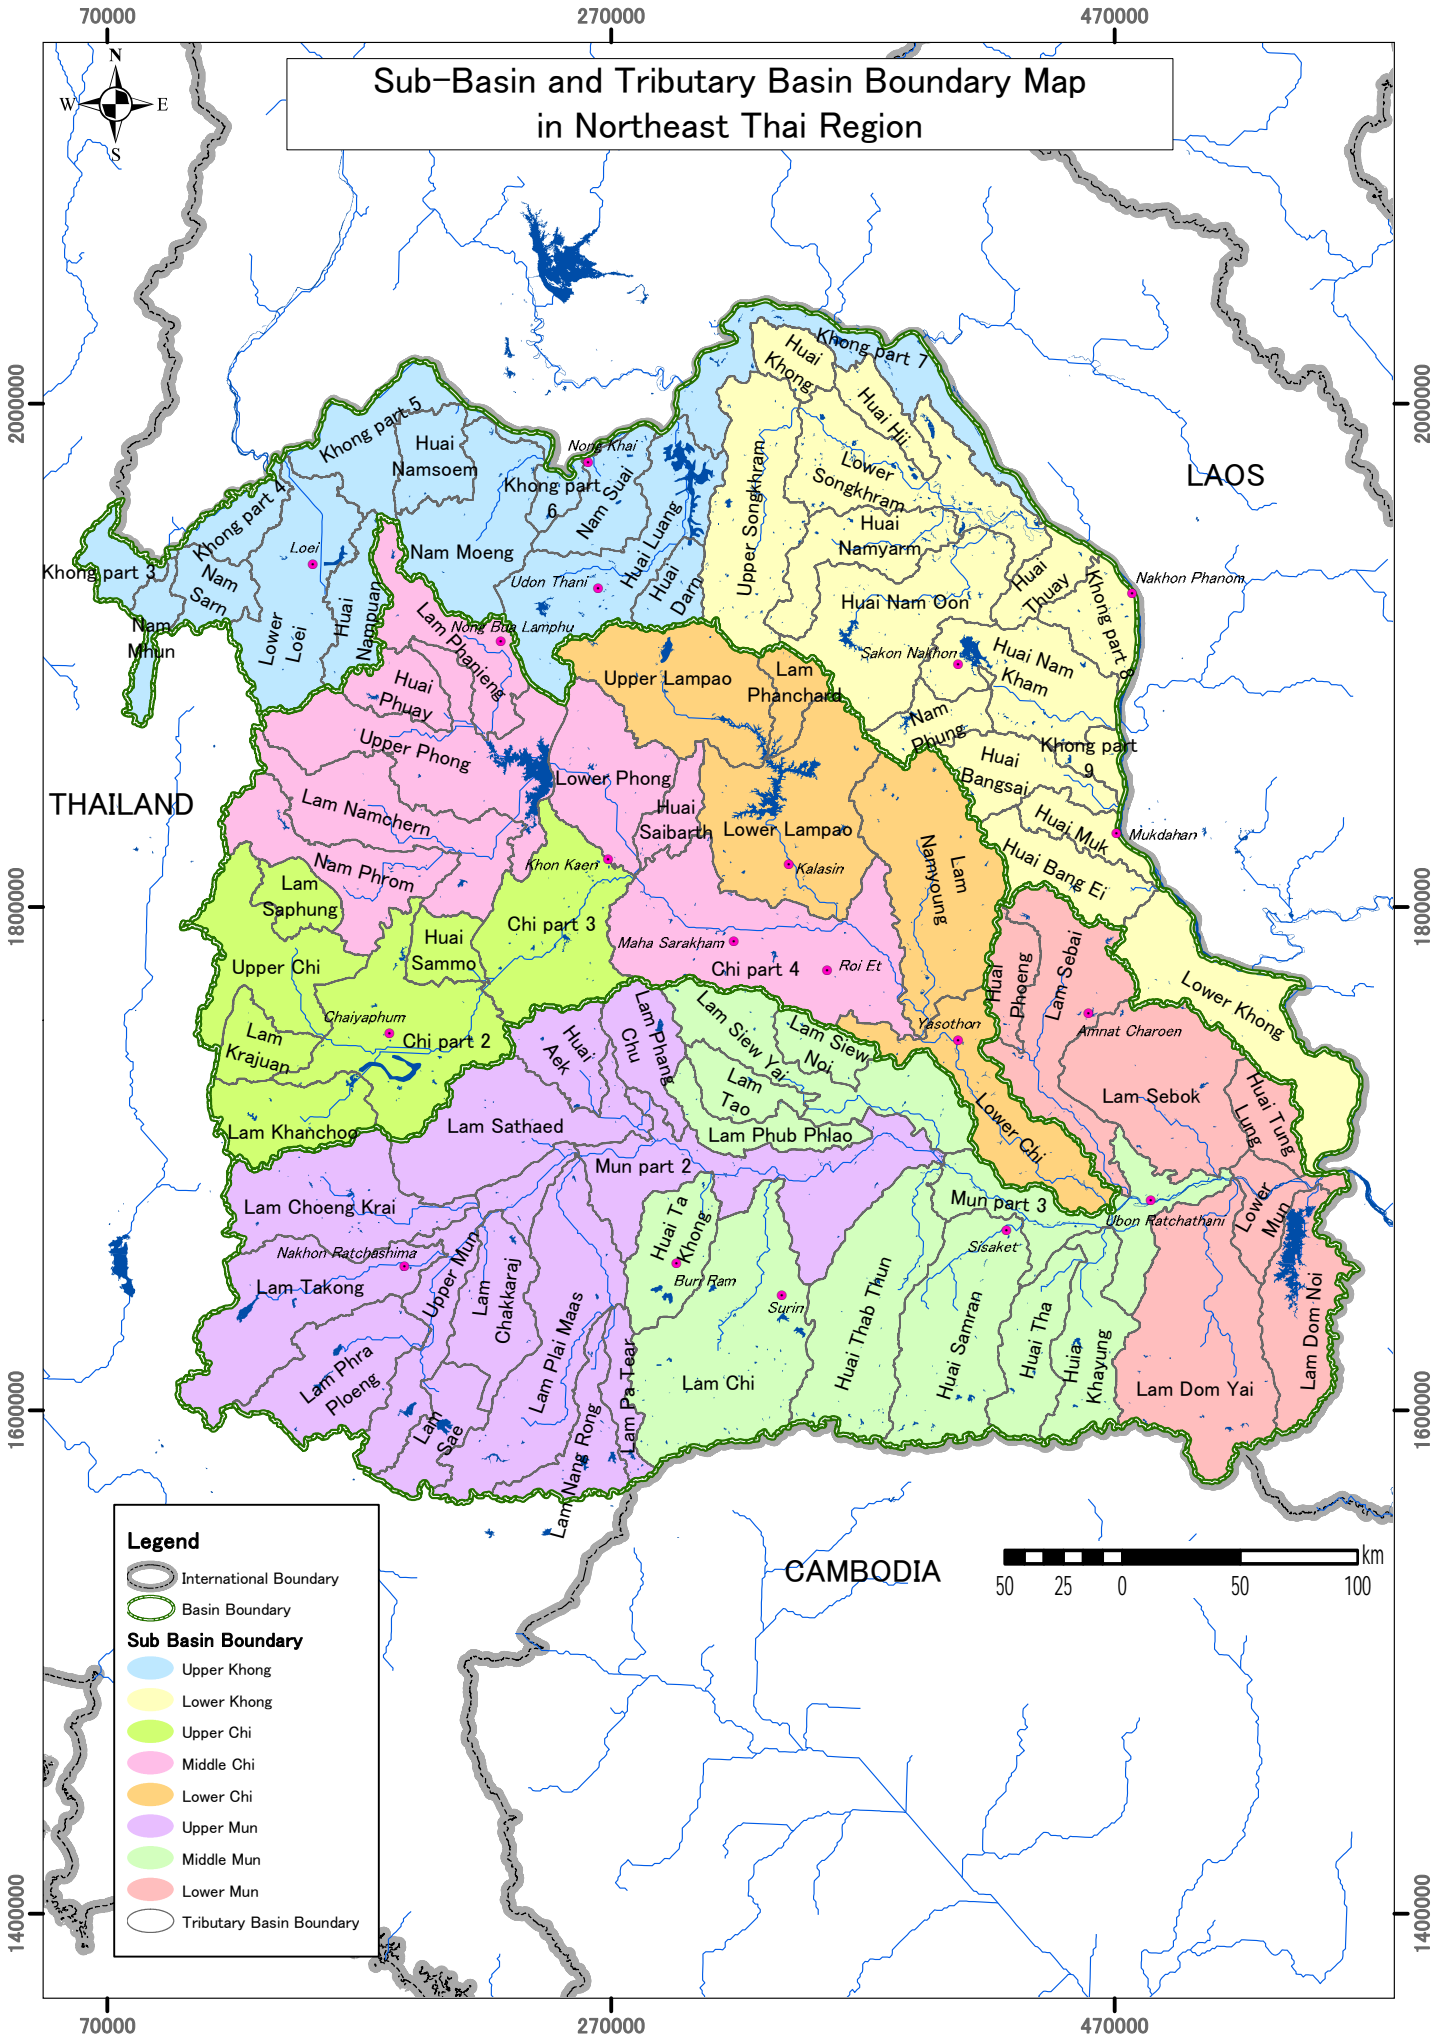 70000
270000
470000
N
W
E
S
Sub-Basin and Tributary Basin Boundary Map
in Northeast Thai Region
2000000
2000000
1800000
1800000
1600000
1600000
1400000
1400000
LAOS
THAILAND
CAMBODIA
Khong part 7
Huai
Khong
Huai Hii
Khong part 5
Huai
Namsoem
Nong Khai
Khong part
6
Nam Suai
Upper Songkhram
Lower
Songkhram
Khong part 4
Huai Luang
Huai
Namyarm
Loei
Nam Moeng
Khong part 3
Nam
Sarn
Udon Thani
Huai
Darn
Huai
Thuay
Nakhon Phanom
Huai Nam Oon
Khong part 8
Nam
Mhun
Lower
Loei
Huai
Nampuan
Lam Phanieng
Nong Bua Lamphu
Sakon Nakhon
Huai Nam
Kham
Upper Lampao
Lam
Phanchard
Huai
Phuay
Nam
Phung
Upper Phong
Khong part
9
Huai
Bangsai
Lower Phong
Lam Namchern
Huai
Saibarth
Lower Lampao
Huai Muk
Mukdahan
Huai Bang Ei
Nam Phrom
Khon Kaen
Kalasin
Lam
Namyoung
Lam
Saphung
Chi part 3
Huai
Sammo
Maha Sarakham
Chi part 4
Roi Et
Upper Chi
Huai
Phoeng
Lam Sebai
Lower Khong
Chaiyaphum
Chi part 2
Lam
Krajuan
Lam Siew Yai
Lam Siew
Noi
Yasothon
Amnat Charoen
Huai
Aek
Chu
Lam Phang
Lam
Tao
Lam Sebok
Huai Tung
Lung
Lam Khanchoo
Lam Sathaed
Lam Phub Phlao
Lower Chi
Mun part 2
Lam Choeng Krai
Huai Ta
Khong
Mun part 3
Ubon Ratchathani
Lower
Mun
Nakhon Ratchashima
Sisaket
Lam Takong
Upper Mun
Lam
Chakkaraj
Buri Ram
Surin
Lam Plai Maas
Huai Thab Thun
Huai Samran
Huai Tha
Huia
Khayung
Lam Dom Noi
Lam Phra
Ploeng
Lam Pa Tear
Lam Chi
Lam Dom Yai
Lam
Sae
Lam Nang Rong
km
50
25
0
50
100
Legend
International Boundary
Basin Boundary
Sub Basin Boundary
Upper Khong
Lower Khong
Upper Chi
Middle Chi
Lower Chi
Upper Mun
Middle Mun
Lower Mun
Tributary Basin Boundary
70000
270000
470000